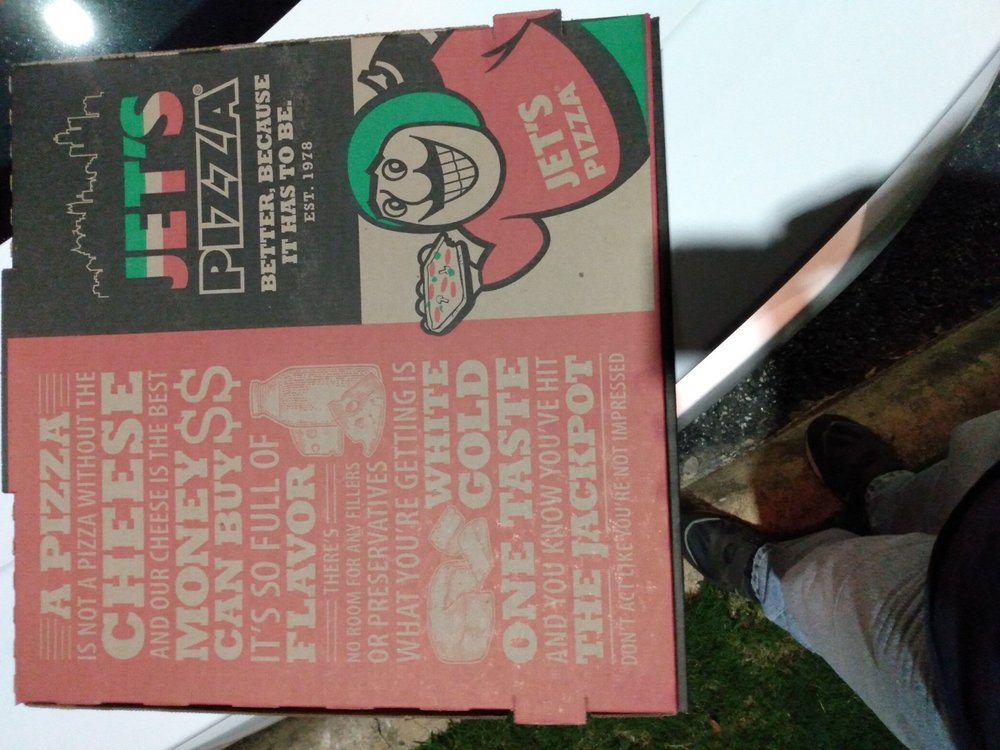 JET'S
PIZZA®
BETTER, BECAUSE
IT HAS TO BE.
EST. 1978
JET'S
PIZZA®
A PIZZA
IS NOT A PIZZA WITHOUT THE
CHEESE
AND OUR CHEESE IS THE BEST
MONEY $$
CAN BUY $$
IT'S SO FULL OF
FLAVOR
THERE'S
NO ROOM FOR ANY FILLERS
OR PRESERVATIVES
WHAT YOU'RE GETTING IS
WHITE
GOLD
ONE TASTE
AND YOU KNOW YOU'VE HIT
THE JACKPOT
DON'T ACT LIKE YOU'RE NOT IMPRESSED